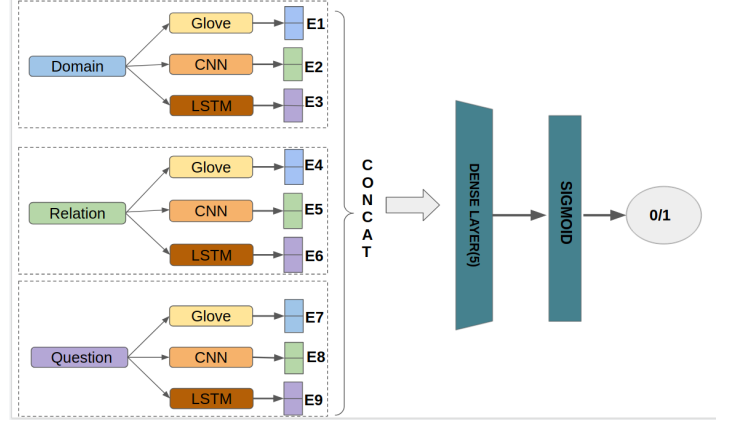 Domain
Glove
E1
CNN
E2
LSTM
E3
Relation
Glove
E4
CNN
E5
LSTM
E6
Question
Glove
E7
CNN
E8
LSTM
E9
CONCAT
DENSE LAYER(5)
SIGMOID
0/1